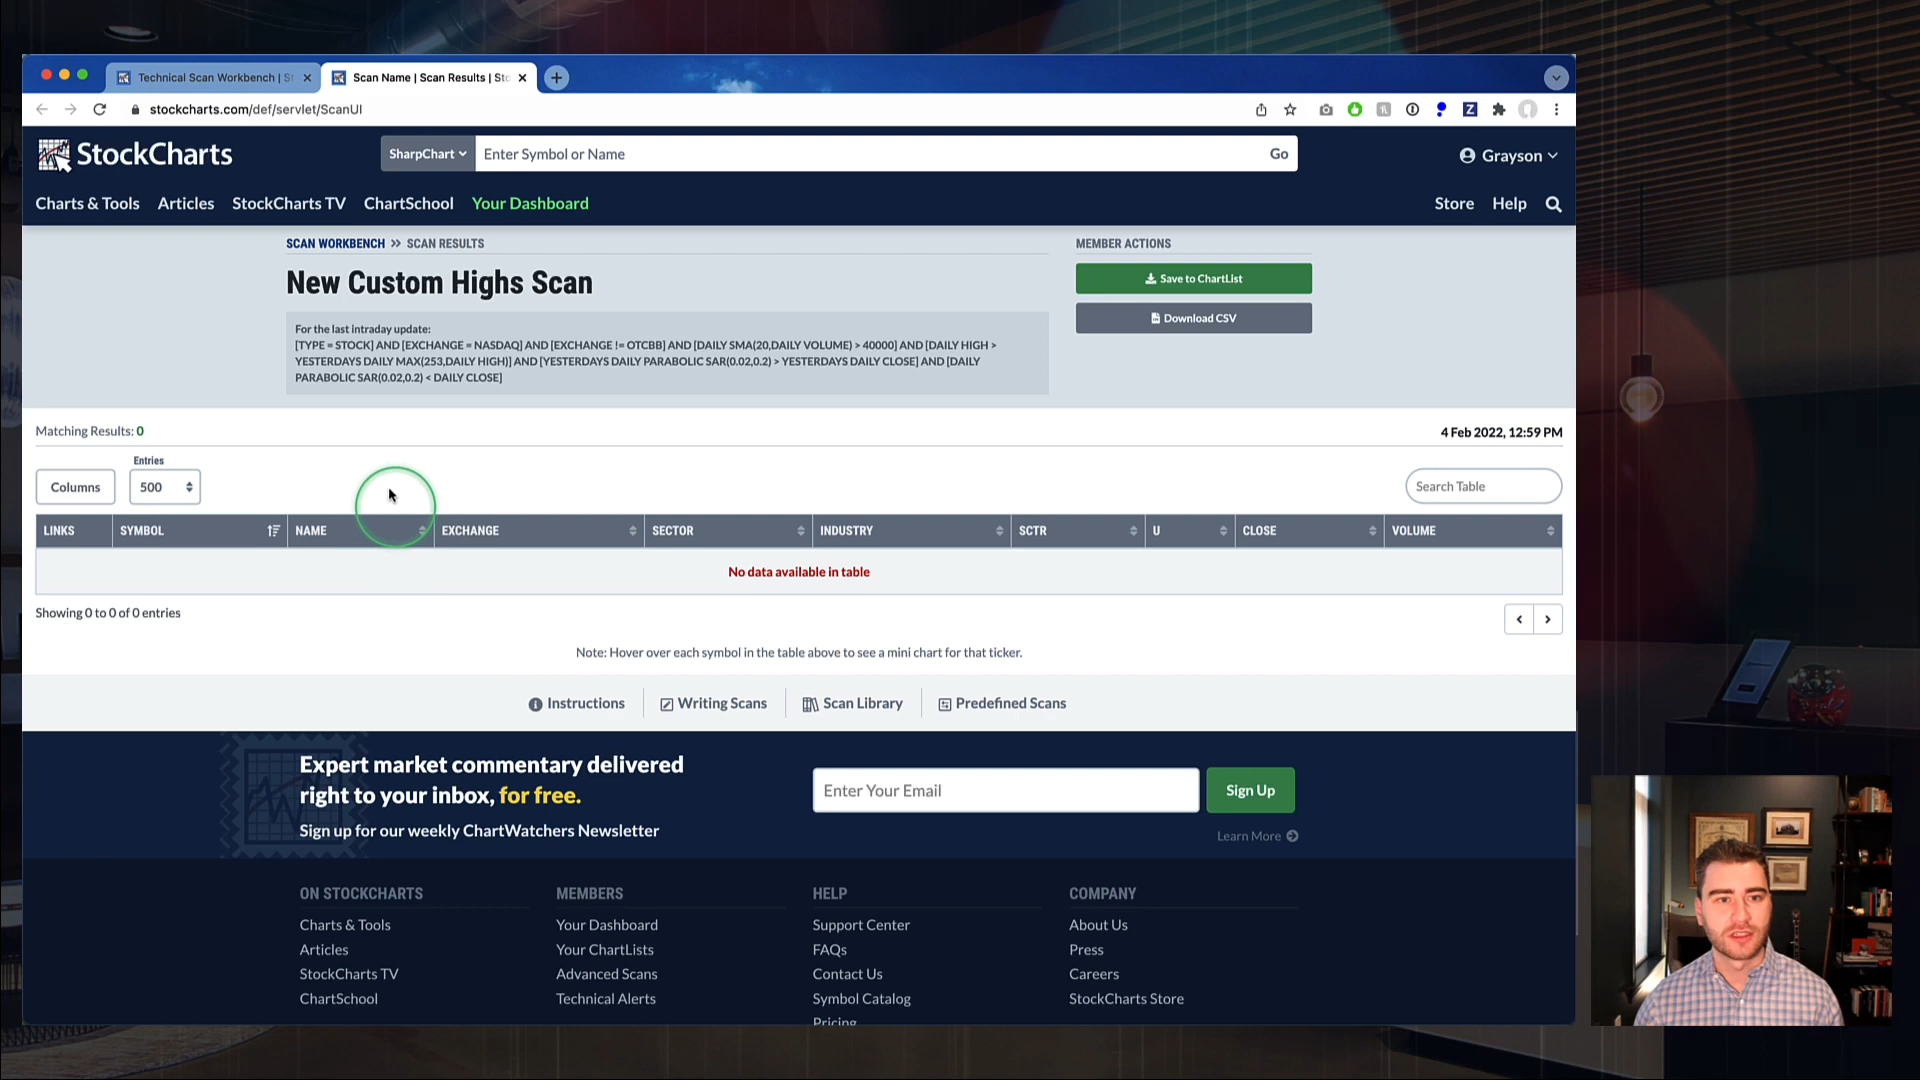 Technical Scan Workbench | St
Scan Name | Scan Results | Sto
stockcharts.com/def/servlet/ScanUI
StockCharts
SharpChart
Enter Symbol or Name
Go
Grayson
Charts & Tools
Articles
StockCharts TV
ChartSchool
Your Dashboard
Store
Help
SCAN WORKBENCH >> SCAN RESULTS
New Custom Highs Scan
For the last intraday update:
[TYPE = STOCK] AND [EXCHANGE = NASDAQ] AND [EXCHANGE != OTCBB] AND [DAILY SMA(20,DAILY VOLUME) > 40000] AND [DAILY HIGH >
YESTERDAYS DAILY MAX(253,DAILY HIGH)] AND [YESTERDAYS DAILY PARABOLIC SAR(0.02,0.2) > YESTERDAYS DAILY CLOSE] AND [DAILY
PARABOLIC SAR(0.02,0.2) < DAILY CLOSE]
MEMBER ACTIONS
Save to ChartList
Download CSV
Matching Results: 0
4 Feb 2022, 12:59 PM
Entries
Columns
500
Search Table
LINKS
SYMBOL
NAME
EXCHANGE
SECTOR
INDUSTRY
SCTR
U
CLOSE
VOLUME
No data available in table
Showing 0 to 0 of 0 entries
Note: Hover over each symbol in the table above to see a mini chart for that ticker.
Instructions
Writing Scans
Scan Library
Predefined Scans
Expert market commentary delivered
right to your inbox, for free.
Sign up for our weekly ChartWatchers Newsletter
Enter Your Email
Sign Up
Learn More
ON STOCKCHARTS
Charts & Tools
Articles
StockCharts TV
ChartSchool
MEMBERS
Your Dashboard
Your ChartLists
Advanced Scans
Technical Alerts
HELP
Support Center
FAQs
Contact Us
Symbol Catalog
Pricing
COMPANY
About Us
Press
Careers
StockCharts Store